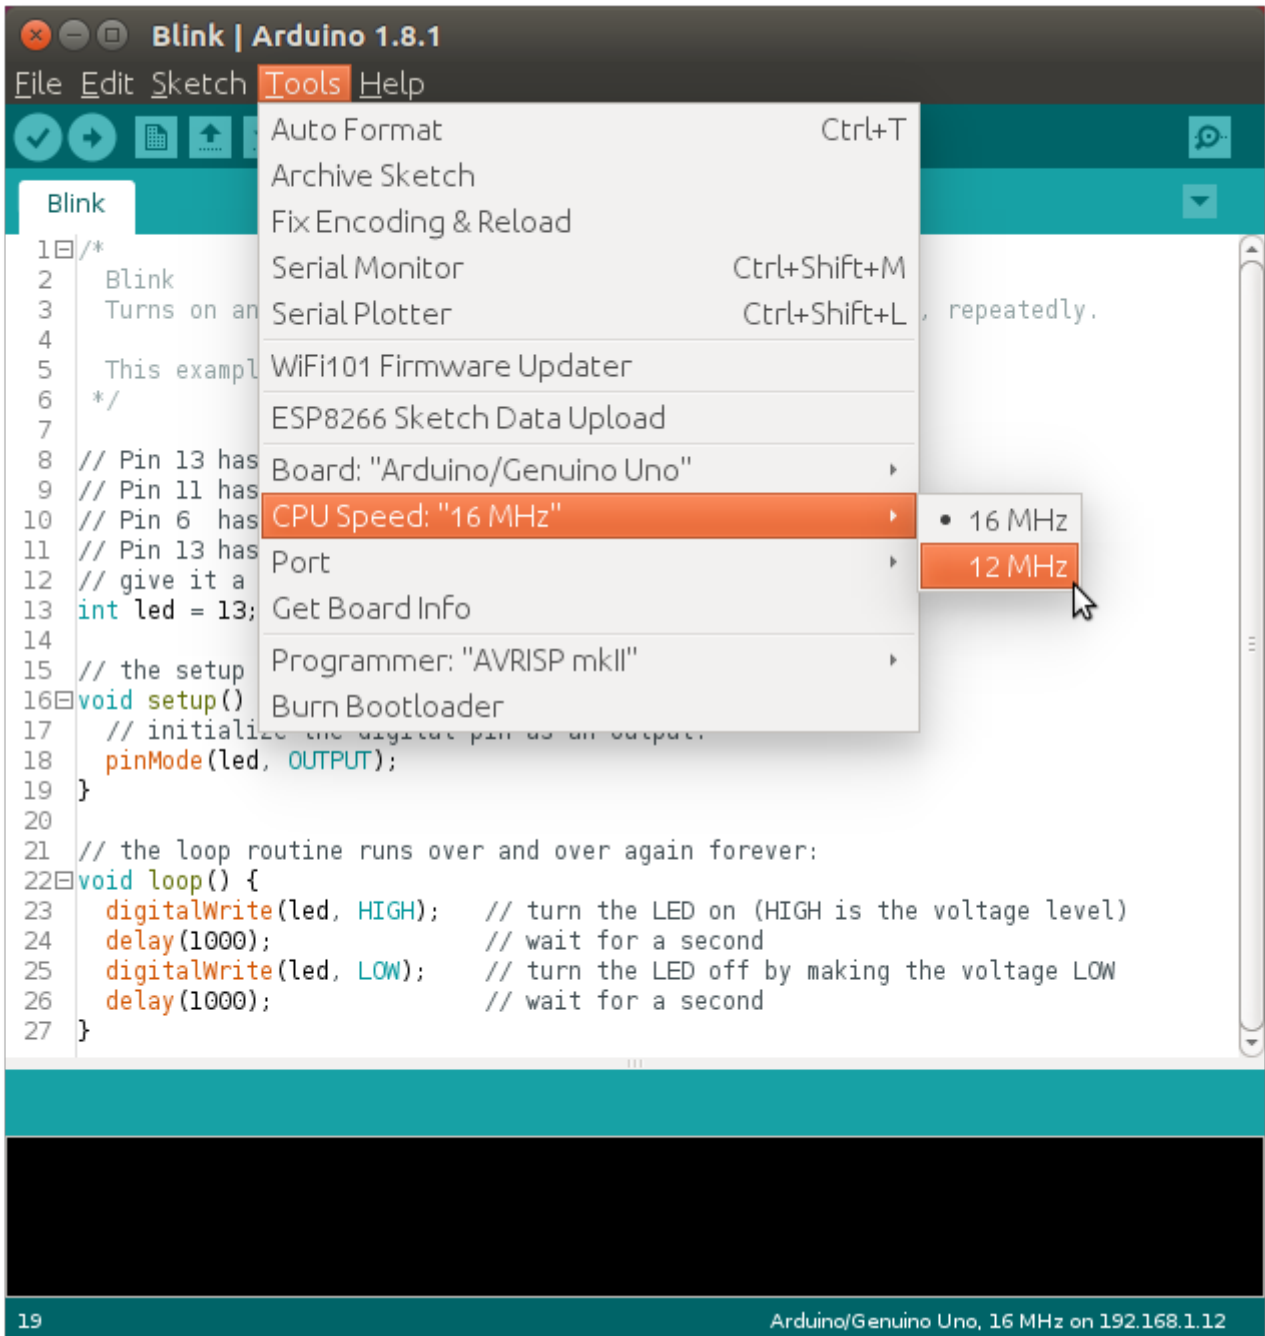 Blink | Arduino 1.8.1
File Edit Sketch Tools Help
Auto Format Ctrl+T
Archive Sketch
Fix Encoding & Reload
Serial Monitor Ctrl+Shift+M
Serial Plotter Ctrl+Shift+L
WiFi101 Firmware Updater
ESP8266 Sketch Data Upload
Board: "Arduino/Genuino Uno"
CPU Speed: "16 MHz"
Port
Get Board Info
Programmer: "AVRISP mkII"
Burn Bootloader
• 16 MHz
12 MHz
Blink
1 /*
2 Blink
3 Turns on an , repeatedly.
4
5 This exampl
6 */
7
8 // Pin 13 has
9 // Pin 11 has
10 // Pin 6  has
11 // Pin 13 has
12 // give it a
13 int led = 13;
14
15 // the setup
16 void setup()
17 // initialize the digital pin as an output.
18 pinMode(led, OUTPUT);
19 }
20
21 // the loop routine runs over and over again forever:
22 void loop() {
23 digitalWrite(led, HIGH); // turn the LED on (HIGH is the voltage level)
24 delay(1000); // wait for a second
25 digitalWrite(led, LOW); // turn the LED off by making the voltage LOW
26 delay(1000); // wait for a second
27 }
19 Arduino/Genuino Uno, 16 MHz on 192.168.1.12